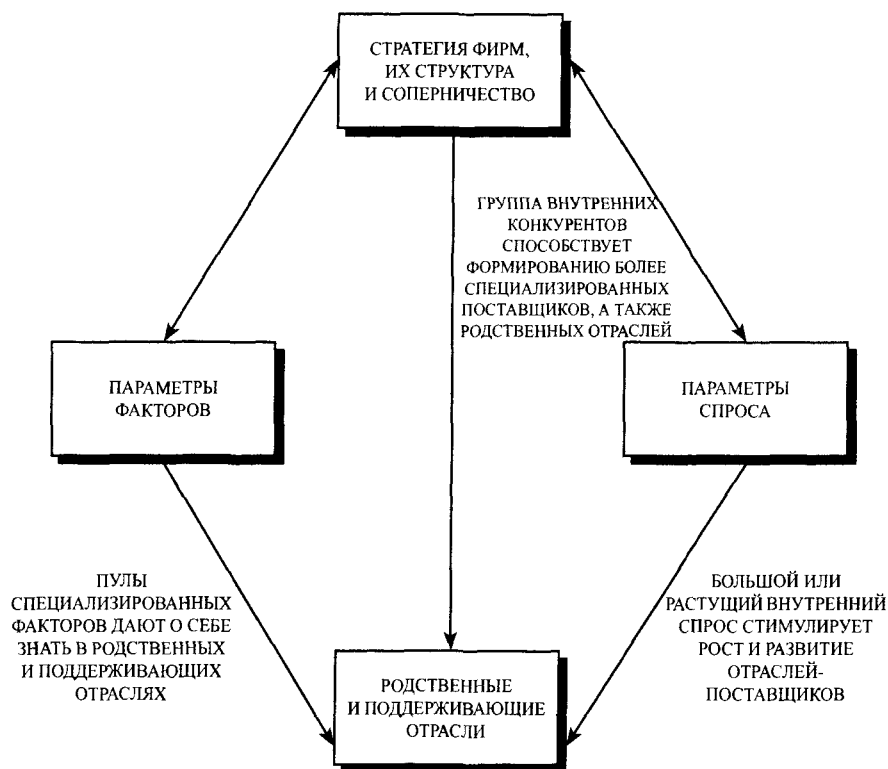 СТРАТЕГИЯ ФИРМ,
ИХ СТРУКТУРА
И СОПЕРНИЧЕСТВО
ГРУППА ВНУТРЕННИХ
КОНКУРЕНТОВ
СПОСОБСТВУЕТ
ФОРМИРОВАНИЮ БОЛЕЕ
СПЕЦИАЛИЗИРОВАННЫХ
ПОСТАВЩИКОВ, А ТАКЖЕ
РОДСТВЕННЫХ ОТРАСЛЕЙ
ПАРАМЕТРЫ
ФАКТОРОВ
ПАРАМЕТРЫ
СПРОСА
ПУЛЫ
СПЕЦИАЛИЗИРОВАННЫХ
ФАКТОРОВ ДАЮТ О СЕБЕ
ЗНАТЬ В РОДСТВЕННЫХ
И ПОДДЕРЖИВАЮЩИХ
ОТРАСЛЯХ
БОЛЬШОЙ ИЛИ
РАСТУЩИЙ ВНУТРЕННИЙ
СПРОС СТИМУЛИРУЕТ
РОСТ И РАЗВИТИЕ
ОТРАСЛЕЙ-
ПОСТАВЩИКОВ
РОДСТВЕННЫЕ
И ПОДДЕРЖИВАЮЩИЕ
ОТРАСЛИ